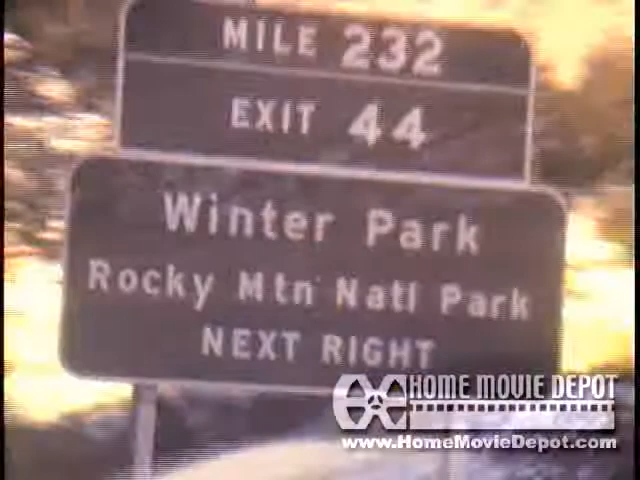 MILE 232
EXIT 44
Winter Park
Rocky Mtn Natl Park
NEXT RIGHT
HOME MOVIE DEPOT
www.HomeMovieDepot.com